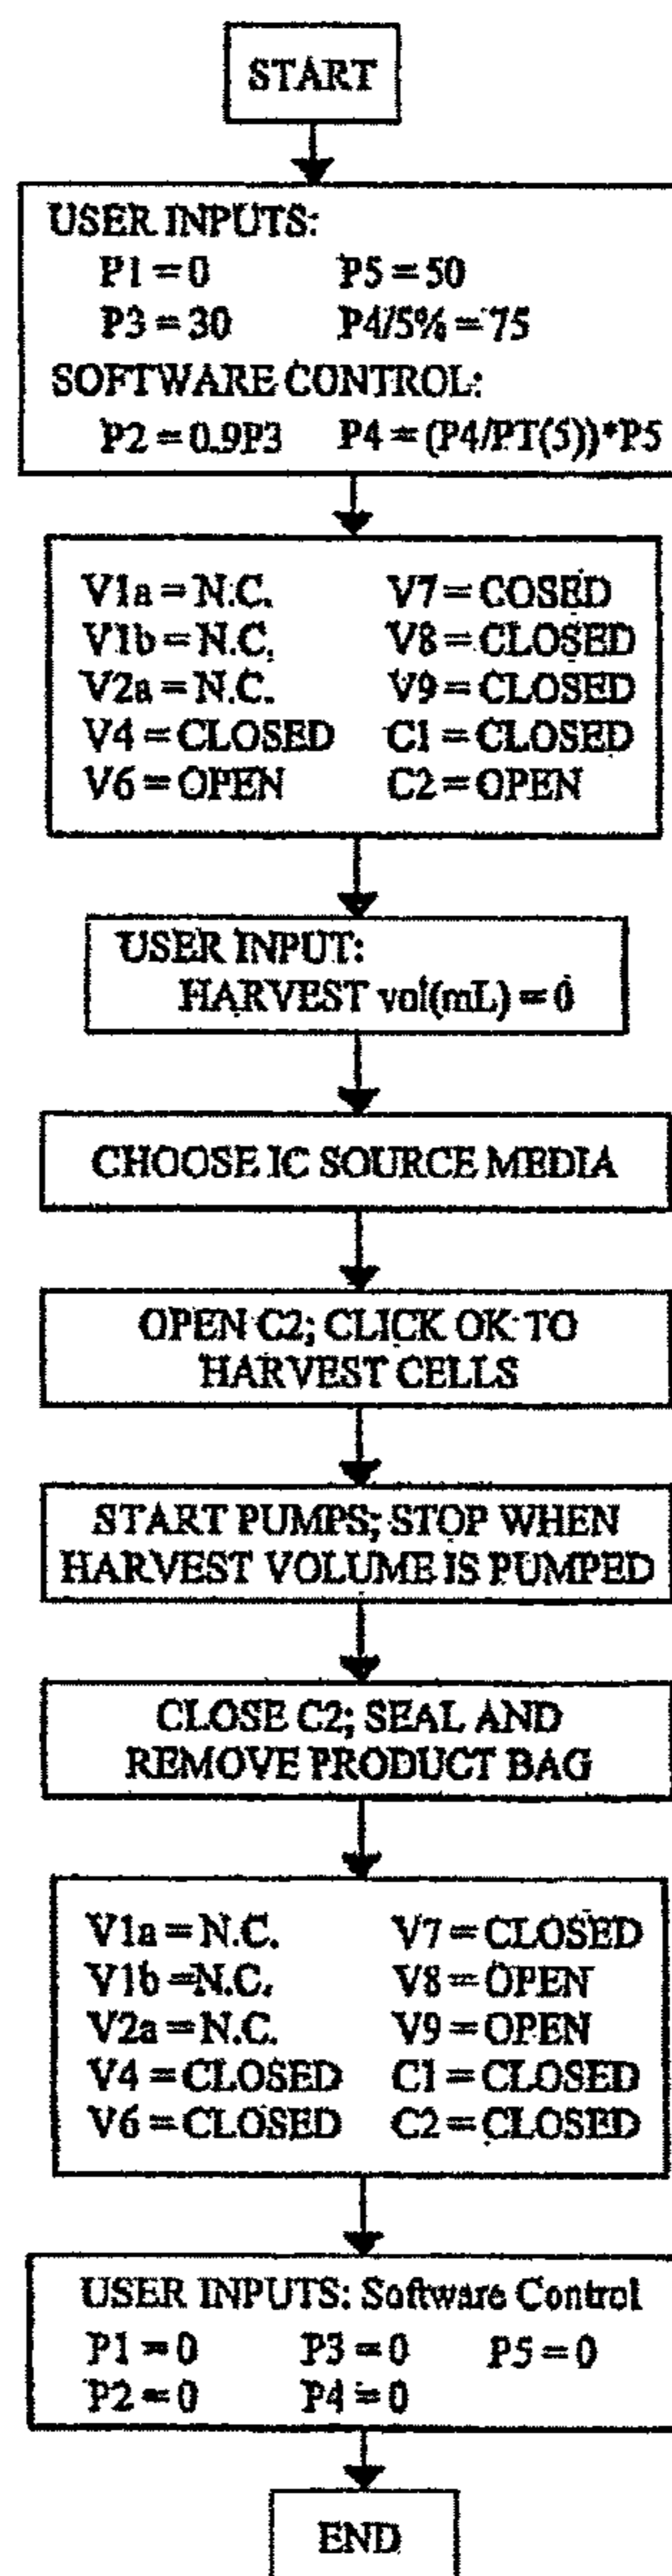 START
USER INPUTS:
P1 = 0 P5 = 50
P3 = 30 P4/5% = 75
SOFTWARE CONTROL:
P2 = 0.9P3 P4 = (P4/PT(5))*P5
V1a = N.C. V7 = COSED
V1b = N.C. V8 = CLOSED
V2a = N.C. V9 = CLOSED
V4 = CLOSED C1 = CLOSED
V6 = OPEN C2 = OPEN
USER INPUT:
HARVEST vol(mL) = 0
CHOOSE IC SOURCE MEDIA
OPEN C2; CLICK OK TO
HARVEST CELLS
START PUMPS; STOP WHEN
HARVEST VOLUME IS PUMPED
CLOSE C2; SEAL AND
REMOVE PRODUCT BAG
V1a = N.C. V7 = CLOSED
V1b = N.C. V8 = OPEN
V2a = N.C. V9 = OPEN
V4 = CLOSED C1 = CLOSED
V6 = CLOSED C2 = CLOSED
USER INPUTS: Software Control
P1 = 0 P3 = 0 P5 = 0
P2 = 0 P4 = 0
END